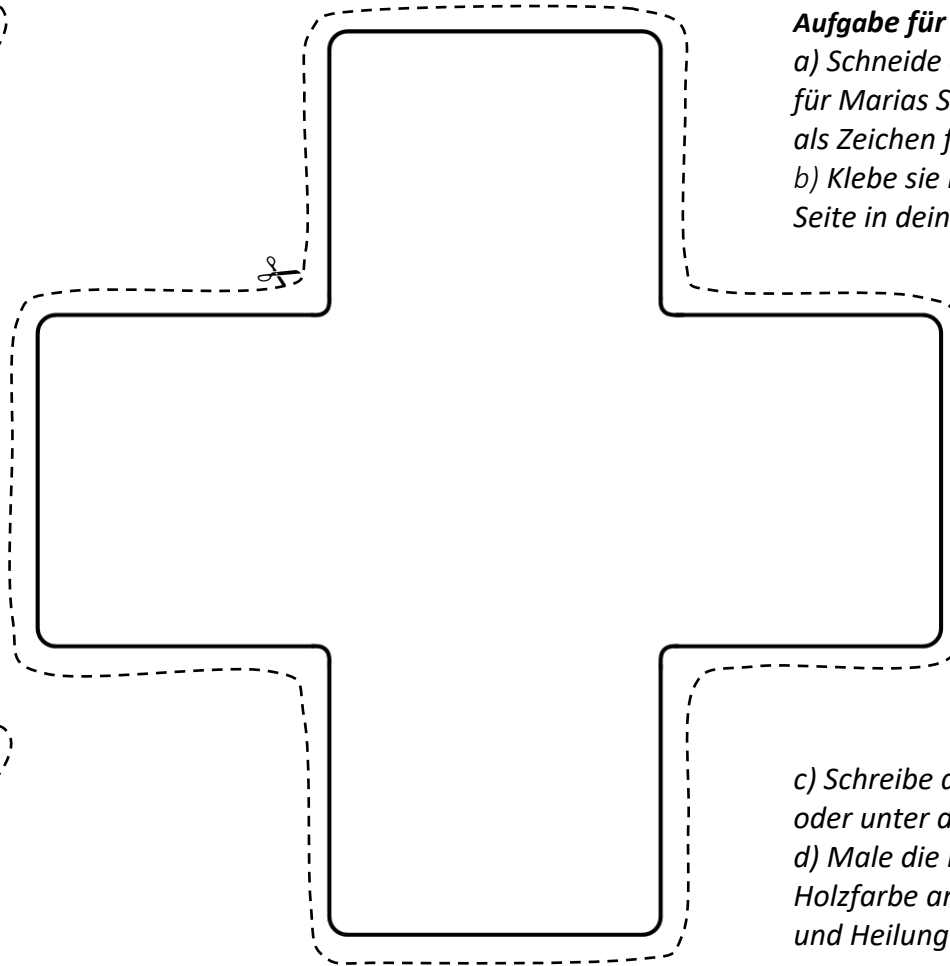 Aufgabe für
a) Schneide
für Marias S
als Zeichen f
b) Klebe sie
Seite in dein
c) Schreibe
oder unter d
d) Male die
Holzfarbe an
und Heilung